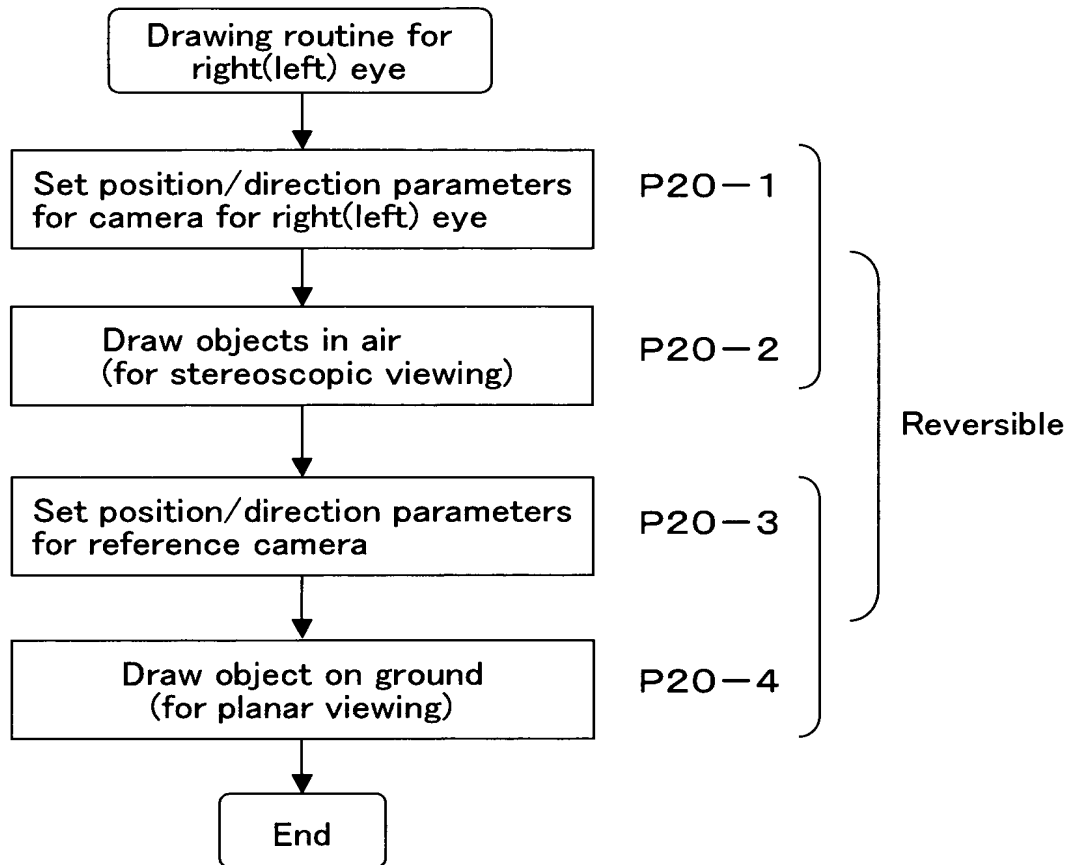 Drawing routine for
right(left) eye
Set position/direction parameters
for camera for right(left) eye
P20-1
Draw objects in air
(for stereoscopic viewing)
P20-2
Reversible
Set position/direction parameters
for reference camera
P20-3
Draw object on ground
(for planar viewing)
P20-4
End